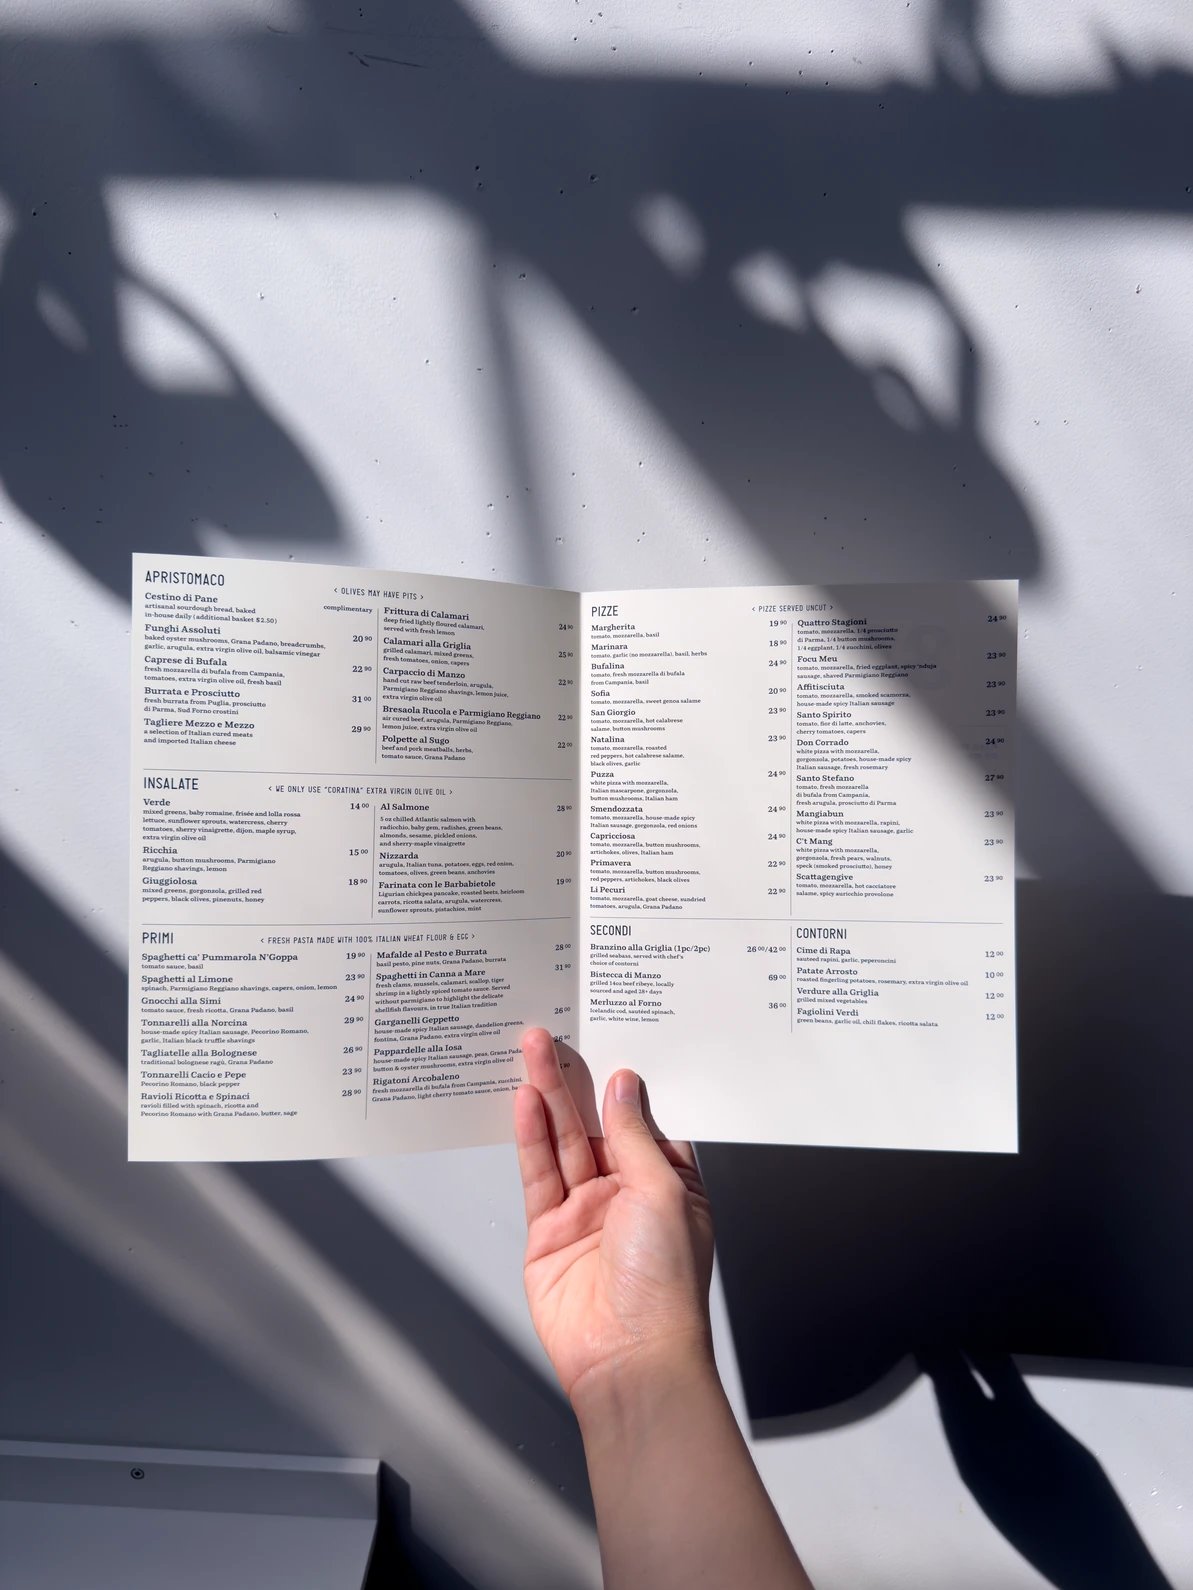 APRISTOMACO
< OLIVES MAY HAVE PITS >
Cestino di Pane
complimentary
artisanal sourdough bread, baked
in-house daily (additional basket $2.50)
Funghi Assoluti
20 90
baked oyster mushrooms, Grana Padano, breadcrumbs,
garlic, arugula, extra virgin olive oil, balsamic vinegar
Caprese di Bufala
22 90
fresh mozzarella di bufala from Campania,
tomatoes, extra virgin olive oil, fresh basil
Burrata e Prosciutto
31 00
fresh burrata from Puglia, prosciutto
di Parma, Sud Forno crostini
Tagliere Mezzo e Mezzo
29 90
a selection of Italian cured meats
and imported Italian cheese
Frittura di Calamari
24 90
deep fried lightly floured calamari,
served with fresh lemon
Calamari alla Griglia
25 90
grilled calamari, mixed greens,
fresh tomatoes, onion, capers
Carpaccio di Manzo
22 90
hand cut raw beef tenderloin, arugula,
Parmigiano Reggiano shavings, lemon juice,
extra virgin olive oil
Bresaola Rucola e Parmigiano Reggiano
22 90
air cured beef, arugula, Parmigiano Reggiano,
lemon juice, extra virgin olive oil
Polpette al Sugo
22 00
beef and pork meatballs, herbs,
tomato sauce, Grana Padano
INSALATE
< WE ONLY USE "CORATINA" EXTRA VIRGIN OLIVE OIL >
Verde
14 00
mixed greens, baby romaine, frisée and lolla rossa
lettuce, sunflower sprouts, watercress, cherry
tomatoes, sherry vinaigrette, dijon, maple syrup,
extra virgin olive oil
Ricchia
15 00
arugula, button mushrooms, Parmigiano
Reggiano shavings, lemon
Giuggiolosa
18 90
mixed greens, gorgonzola, grilled red
peppers, black olives, pinenuts, honey
Al Salmone
28 90
5 oz chilled Atlantic salmon with
radicchio, baby gem, radishes, green beans,
almonds, sesame, pickled onions,
and sherry-maple vinaigrette
Nizzarda
20 90
arugula, Italian tuna, potatoes, eggs, red onion,
tomatoes, olives, green beans, anchovies
Farinata con le Barbabietole
19 00
Ligurian chickpea pancake, roasted beets, heirloom
carrots, ricotta salata, arugula, watercress,
sunflower sprouts, pistachios, mint
PRIMI
< FRESH PASTA MADE WITH 100% ITALIAN WHEAT FLOUR & EGG >
Spaghetti ca' Pummarola N'Goppa
19 90
tomato sauce, basil
Spaghetti al Limone
23 90
spinach, Parmigiano Reggiano shavings, capers, onion, lemon
Gnocchi alla Simi
24 90
tomato sauce, fresh ricotta, Grana Padano, basil
Tonnarelli alla Norcina
29 90
house-made spicy Italian sausage, Pecorino Romano,
garlic, Italian black truffle shavings
Tagliatelle alla Bolognese
26 90
traditional bolognese ragù, Grana Padano
Tonnarelli Cacio e Pepe
23 90
Pecorino Romano, black pepper
Ravioli Ricotta e Spinaci
28 90
ravioli filled with spinach, ricotta and
Pecorino Romano with Grana Padano, butter, sage
Mafalde al Pesto e Burrata
28 00
basil pesto, pine nuts, Grana Padano, burrata
Spaghetti in Canna a Mare
31 90
fresh clams, mussels, calamari, scallop, tiger
shrimp in a lightly spiced tomato sauce. Served
without parmigiano to highlight the delicate
shellfish flavours, in true Italian tradition
Garganelli Geppetto
26 00
house-made spicy Italian sausage, dandelion greens,
fontina, Grana Padano, extra virgin olive oil
Pappardelle alla Iosa
26 90
house-made spicy Italian sausage, peas, Grana
button & oyster mushrooms, extra virgin olive oil
Rigatoni Arcobaleno
90
fresh mozzarella di bufala from Campania, zucchini,
Grana Padano, light cherry tomato sauce, onion,
PIZZE
< PIZZE SERVED UNCUT >
Margherita
19 90
tomato, mozzarella, basil
Marinara
18 90
tomato, garlic (no mozzarella), basil, herbs
Bufalina
24 90
tomato, fresh mozzarella di bufala
from Campania, basil
Sofia
20 90
tomato, mozzarella, sweet genoa salame
San Giorgio
23 90
tomato, mozzarella, hot calabrese
salame, button mushrooms
Natalina
23 90
tomato, mozzarella, roasted
red peppers, hot calabrese salame,
black olives, garlic
Puzza
24 90
white pizza with mozzarella,
Italian mascarpone, gorgonzola,
button mushrooms, Italian ham
Smendozzata
24 90
tomato, mozzarella, house-made spicy
Italian sausage, gorgonzola, red onions
Capricciosa
24 90
tomato, mozzarella, button mushrooms,
artichokes, olives, Italian ham
Primavera
22 90
tomato, mozzarella, button mushrooms,
red peppers, artichokes, black olives
Li Pecuri
22 90
tomato, mozzarella, goat cheese, sundried
tomatoes, arugula, Grana Padano
Quattro Stagioni
24 90
tomato, mozzarella, 1/4 prosciutto
di Parma, 1/4 button mushrooms,
1/4 eggplant, 1/4 zucchini, olives
Focu Meu
23 90
tomato, mozzarella, fried eggplant, spicy 'nduja
sausage, shaved Parmigiano Reggiano
Affitisciuta
23 90
tomato, mozzarella, smoked scamorza,
house-made spicy Italian sausage
Santo Spirito
23 90
tomato, fior di latte, anchovies,
cherry tomatoes, capers
Don Corrado
24 90
white pizza with mozzarella,
gorgonzola, potatoes, house-made spicy
Italian sausage, fresh rosemary
Santo Stefano
27 90
tomato, fresh mozzarella
di bufala from Campania,
fresh arugula, prosciutto di Parma
Mangiabun
23 90
white pizza with mozzarella, rapini,
house-made spicy Italian sausage, garlic
C't Mang
23 90
white pizza with mozzarella,
gorgonzola, fresh pears, walnuts,
speck (smoked prosciutto), honey
Scattagengive
23 90
tomato, mozzarella, hot cacciatore
salame, spicy auricchio provolone
SECONDI
Branzino alla Griglia (1pc/2pc)
26 00/42 00
grilled seabass, served with chef's
choice of contorni
Bistecca di Manzo
69 00
grilled 14oz beef ribeye, locally
sourced and aged 28+ days
Merluzzo al Forno
36 00
Icelandic cod, sautéed spinach,
garlic, white wine, lemon
CONTORNI
Cime di Rapa
12 00
sauteed rapini, garlic, peperoncini
Patate Arrosto
10 00
roasted fingerling potatoes, rosemary, extra virgin olive oil
Verdure alla Griglia
12 00
grilled mixed vegetables
Fagiolini Verdi
12 00
green beans, garlic oil, chili flakes, ricotta salata